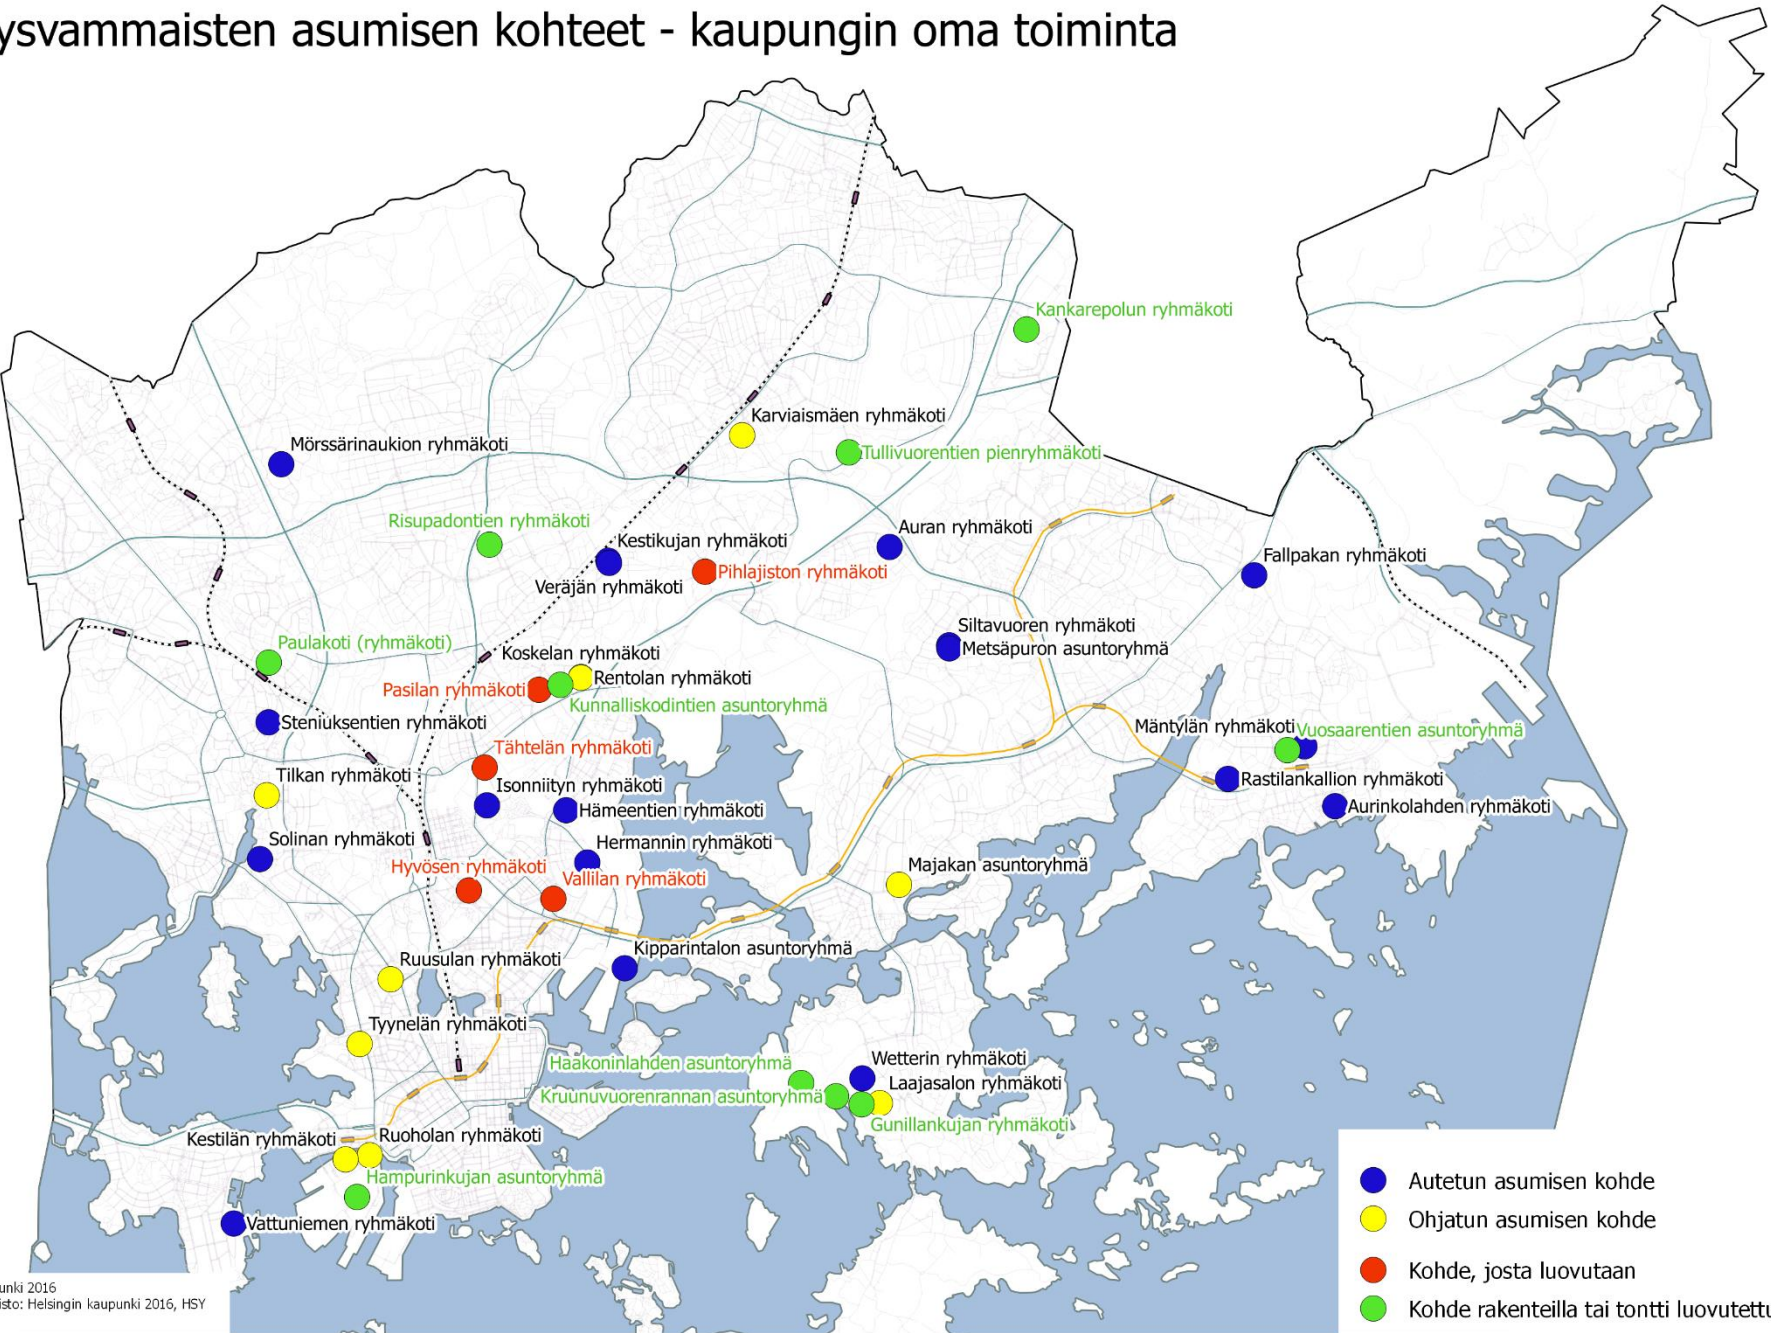 ysvammaisten asumisen kohteet - kaupungin oma toiminta
Kankarepolun ryhmäkoti
Karviaismäen ryhmäkoti
Mörssärinaukion ryhmäkoti
Tullivuorentien pienryhmäkoti
Risupadontien ryhmäkoti
Auran ryhmäkoti
Kestikujan ryhmäkoti
Fallpakan ryhmäkoti
Pihlajiston ryhmäkoti
Veräjän ryhmäkoti
Siltavuoren ryhmäkoti
Paulakoti (ryhmäkoti)
Metsäpuron asuntoryhmä
Koskelan ryhmäkoti
Rentolan ryhmäkoti
Pasilan ryhmäkoti
Kunnalliskodintien asuntoryhmä
Steniuksentien ryhmäkoti
Mäntylän ryhmäkoti
Vuosaarentien asuntoryhmä
Tähtelän ryhmäkoti
Tilkan ryhmäkoti
Isonniityn ryhmäkoti
Rastilankallion ryhmäkoti
Hämeentien ryhmäkoti
Aurinkolahden ryhmäkoti
Solinan ryhmäkoti
Hermannin ryhmäkoti
Hyvösen ryhmäkoti
Vallilan ryhmäkoti
Majakan asuntoryhmä
Kipparintalon asuntoryhmä
Ruusulan ryhmäkoti
Tyynelän ryhmäkoti
Haakoninlahden asuntoryhmä
Wetterin ryhmäkoti
Laajasalon ryhmäkoti
Kruunuvuorenrannan asuntoryhmä
Gunillankujan ryhmäkoti
Kestilän ryhmäkoti
Ruoholan ryhmäkoti
Hampurinkujan asuntoryhmä
Vattuniemen ryhmäkoti
Autetun asumisen kohde
Ohjatun asumisen kohde
Kohde, josta luovutaan
Kohde rakenteilla tai tontti luovutettu
unki 2016
isto: Helsingin kaupunki 2016, HSY